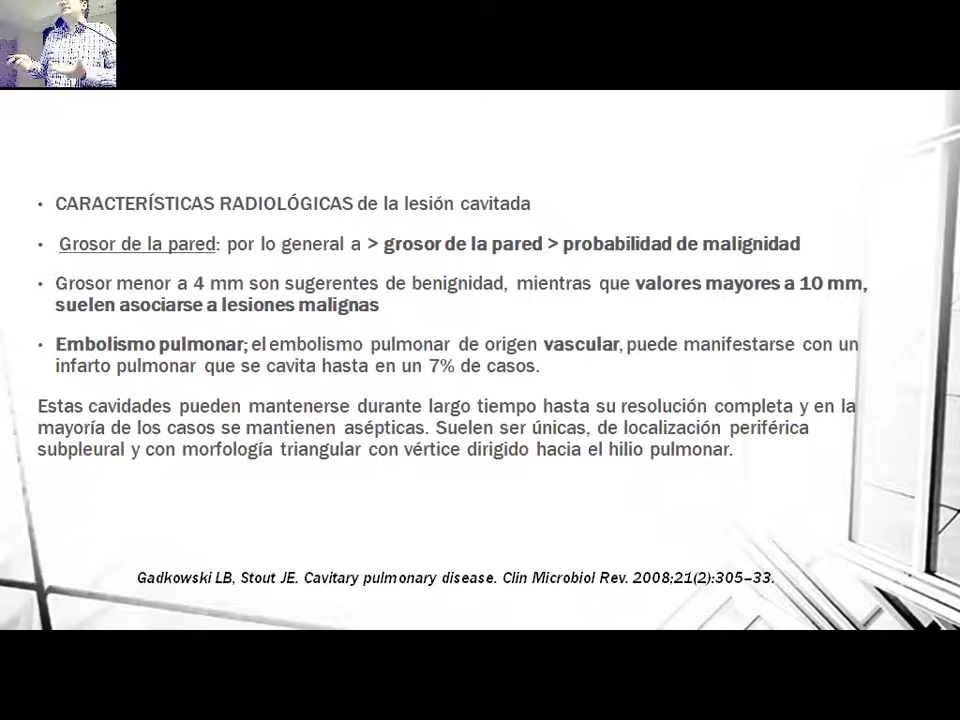 • CARACTERÍSTICAS RADIOLÓGICAS de la lesión cavitada
• Grosor de la pared: por lo general a > grosor de la pared > probabilidad de malignidad
• Grosor menor a 4 mm son sugerentes de benignidad, mientras que valores mayores a 10 mm,
suelen asociarse a lesiones malignas
• Embolismo pulmonar; el embolismo pulmonar de origen vascular, puede manifestarse con un
infarto pulmonar que se cavita hasta en un 7% de casos.
Estas cavidades pueden mantenerse durante largo tiempo hasta su resolución completa y en la
mayoría de los casos se mantienen asépticas. Suelen ser únicas, de localización periférica
subpleural y con morfología triangular con vértice dirigido hacia el hilio pulmonar.
Gadkowski LB, Stout JE. Cavitary pulmonary disease. Clin Microbiol Rev. 2008;21(2):305–33.